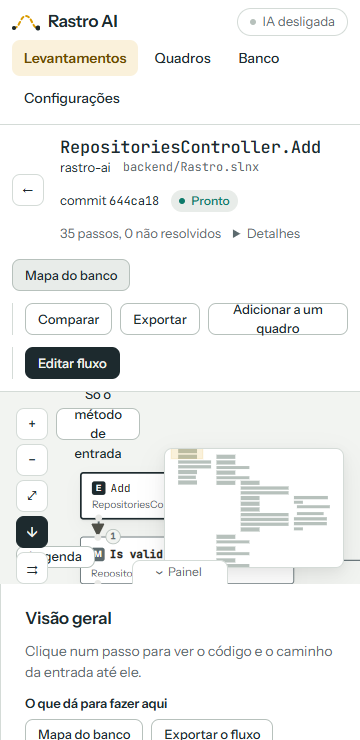 Rastro AI
IA desligada
Levantamentos
Quadros
Banco
Configurações
RepositoriesController.Add
rastro-ai
backend/Rastro.slnx
←
commit 644ca18
Pronto
35 passos, 0 não resolvidos
Detalhes
Mapa do banco
Comparar
Exportar
Adicionar a um
quadro
Editar fluxo
Só o
método
de
entrada
+
−
E Add
RepositoriesCo
1
genda
M Is valid
Reposito
Painel
Visão geral
Clique num passo para ver o código e o caminho
da entrada até ele.
O que dá para fazer aqui
Mapa do banco
Exportar o fluxo